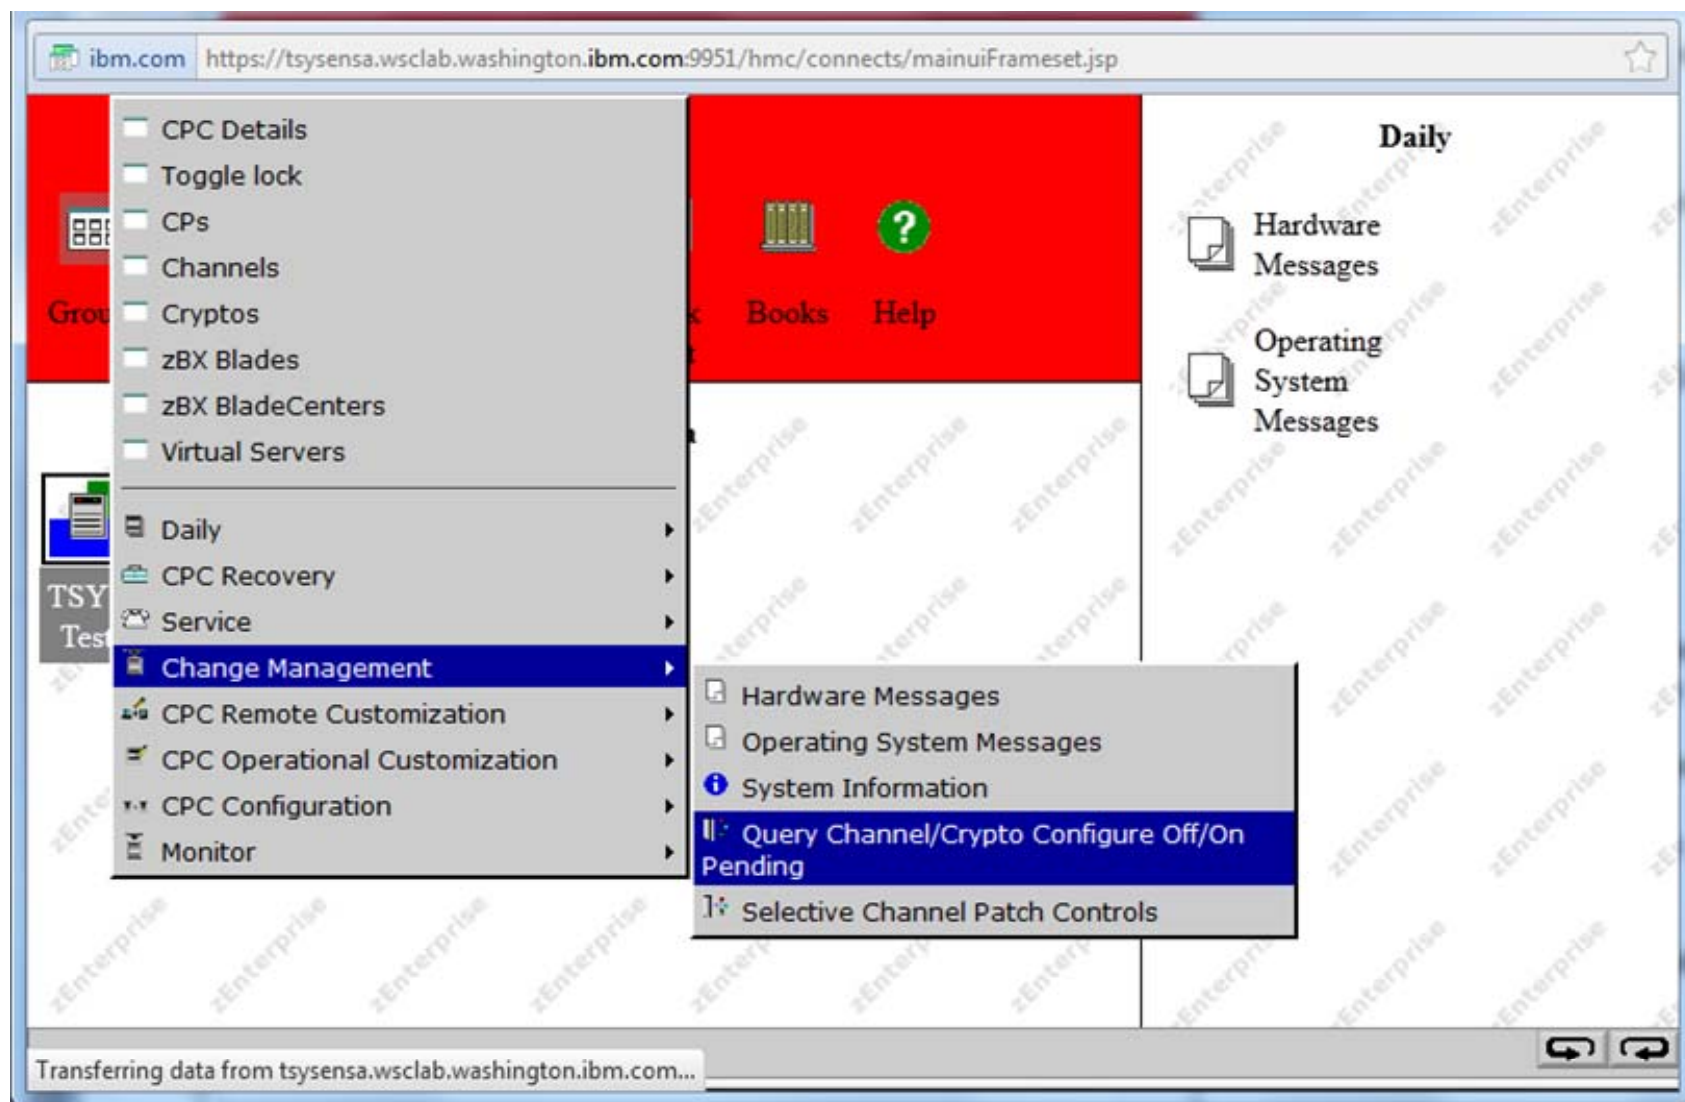 ibm.com https://tsysensa.wsclab.washington.ibm.com:9951/hmc/connects/mainuiFrameset.jsp
CPC Details
Toggle lock
CPs
Channels
Cryptos
zBX Blades
zBX BladeCenters
Virtual Servers
Daily
CPC Recovery
Service
Change Management
CPC Remote Customization
CPC Operational Customization
CPC Configuration
Monitor
Hardware Messages
Operating System Messages
System Information
Query Channel/Crypto Configure Off/On
Pending
Selective Channel Patch Controls
Books Help
TSY
Daily
Hardware
Messages
Operating
System
Messages
zEnterprise
Transferring data from tsysensa.wsclab.washington.ibm.com...